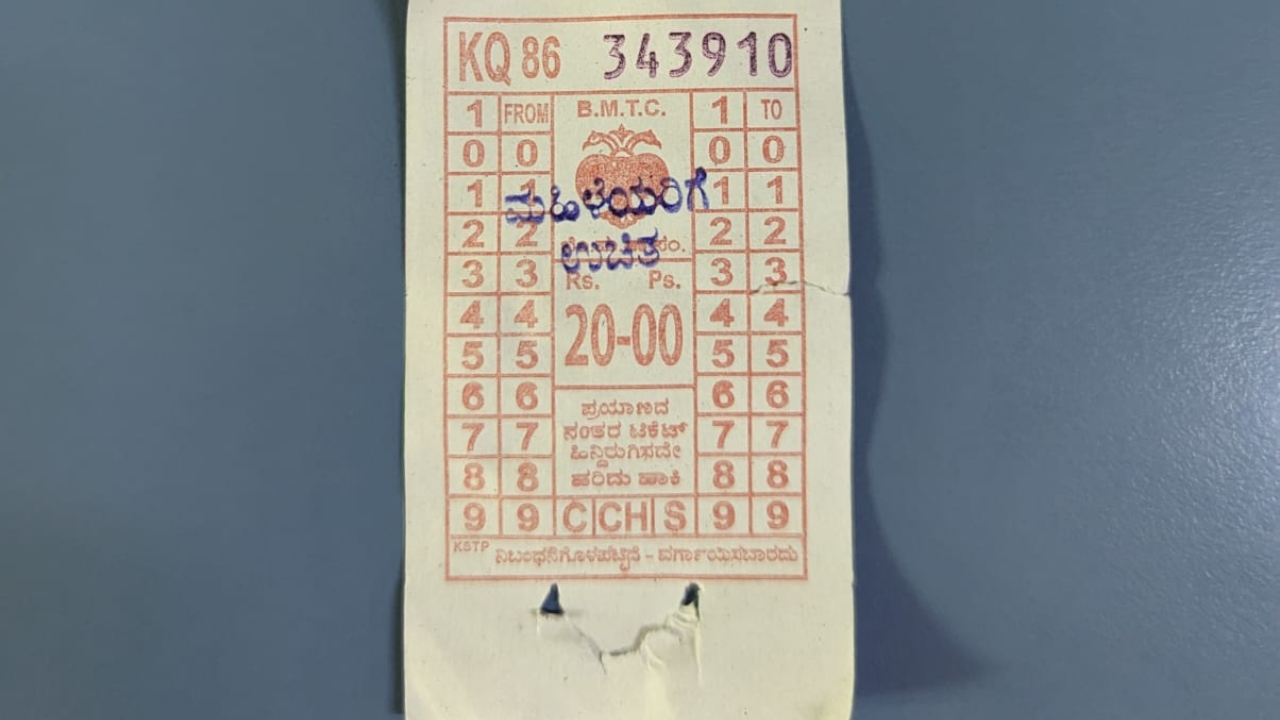 KQ 86 343910
1 FROM B.M.T.C. 1 TO
0 0 0 0
1 1 ಮಹಿಳೆಯರಿಗೆ 1 1
2 2 ಸಂ. 2 2
ಉಚಿತ
3 3 Rs. Ps. 3 3
4 4 20-00 4 4
5 5 5 5
6 6 ಪ್ರಯಾಣದ 6 6
7 7 ನಂತರ ಟಿಕೆಟ್ 7 7
ಹಿನ್ದಿರುಗಿಸದೇ
8 8 ಹರಿದು ಹಾಕಿ 8 8
9 9 C CH S 9 9
KSTP ನಿಬಂಧನೆಗೊಳಪಟ್ಟಿದೆ - ವರ್ಗಾಯಿಸಬಾರದು